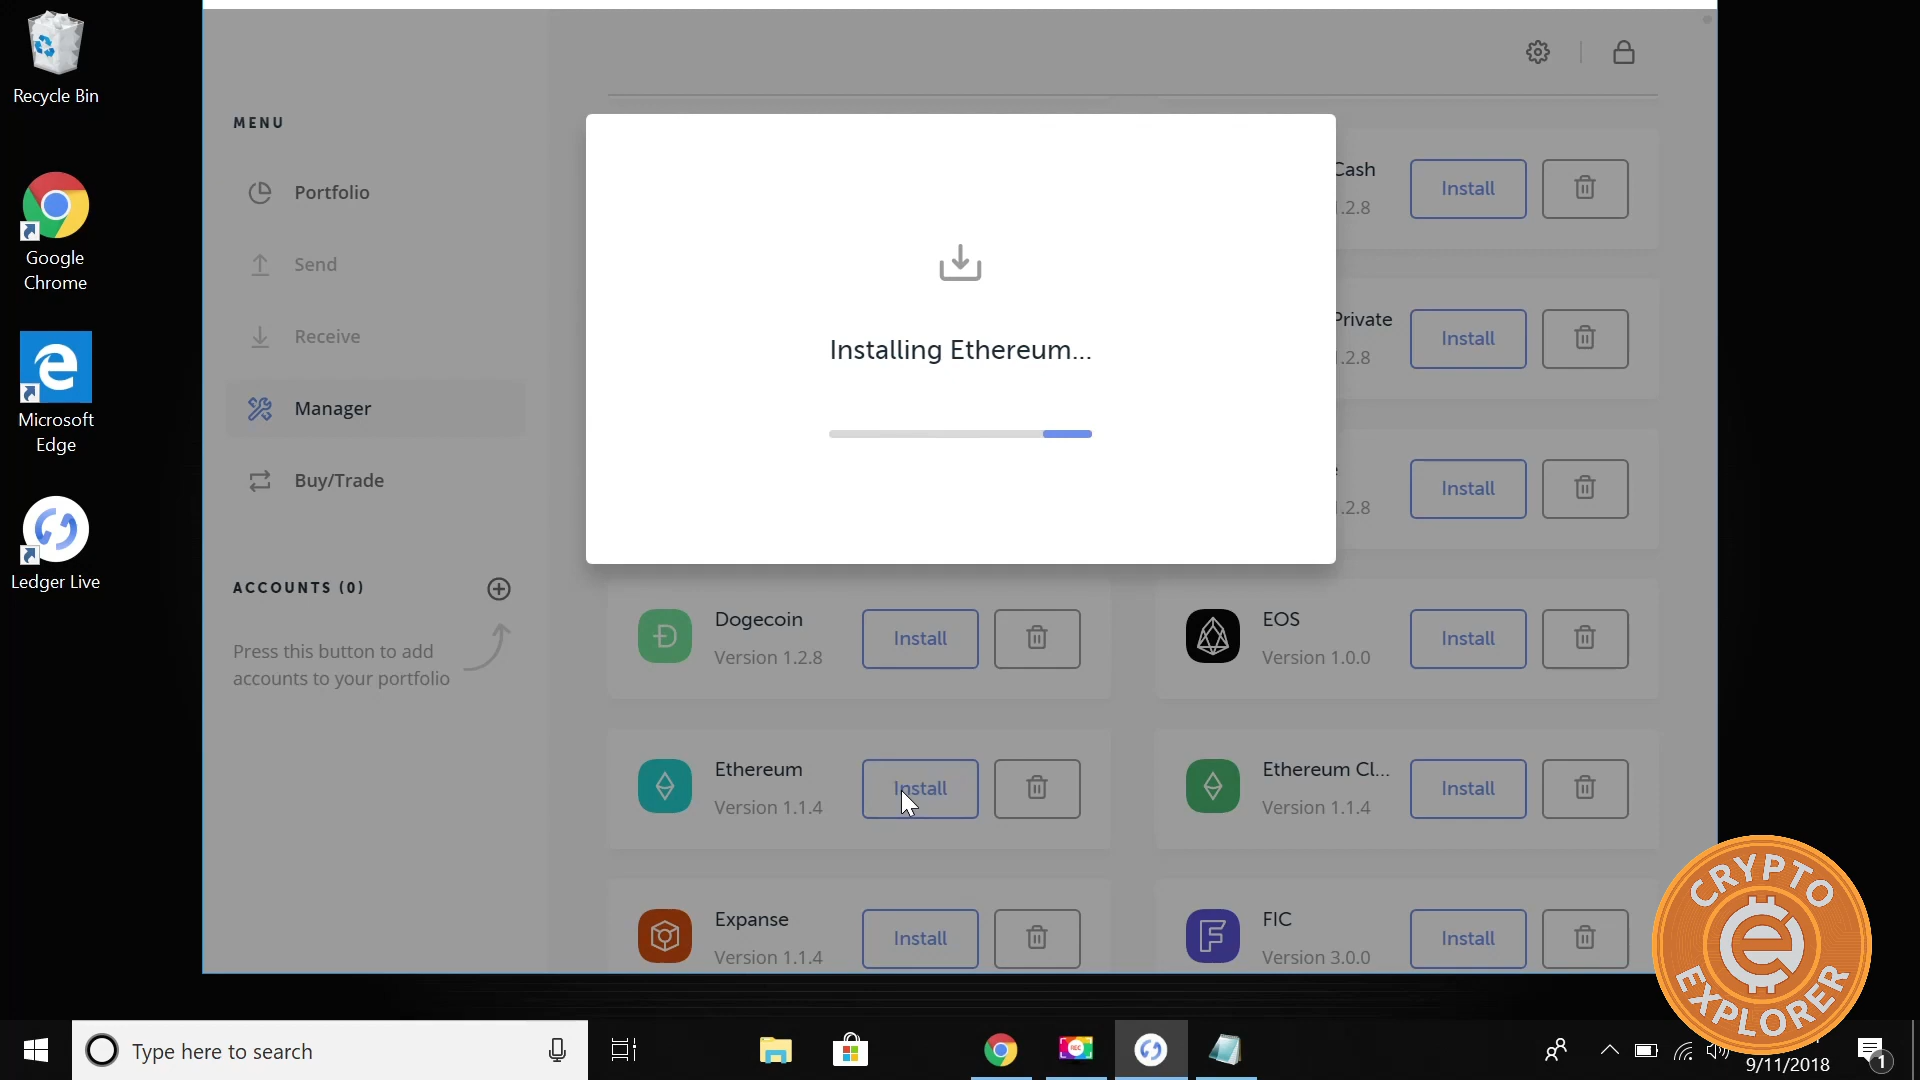 Recycle Bin
Google
Chrome
Microsoft
Edge
Ledger Live
MENU
Portfolio
Send
Receive
Manager
Buy/Trade
ACCOUNTS (0)
Press this button to add
accounts to your portfolio
Installing Ethereum...
Cash
.2.8
Install
Private
.2.8
Install
.2.8
Install
Dogecoin
Version 1.2.8
Install
EOS
Version 1.0.0
Install
Ethereum
Version 1.1.4
Install
Ethereum Cl...
Version 1.1.4
Install
Expanse
Version 1.1.4
Install
FIC
Version 3.0.0
Install
CRYPTO
EXPLORER
Type here to search
REC
9/11/2018
1